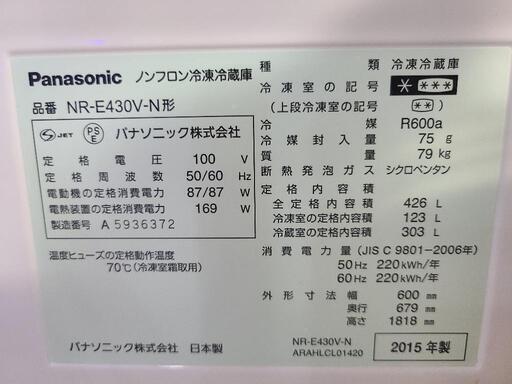 Panasonic ノンフロン冷凍冷蔵庫
品番 NR-E430V-N形
S JET PS E パナソニック株式会社
定格電圧 100 V
定格周波数 50/60 Hz
電動機の定格消費電力 87/87 W
電熱装置の定格消費電力 169 W
製造番号 A 5936372
温度ヒューズの定格動作温度
70℃(冷凍室霜取用)
パナソニック株式会社 日本製
種類 冷凍冷蔵庫
冷凍室の記号 * ***
(上段冷凍室の記号) (**)
冷媒 R600a
冷媒封入量 75 g
質量 79 kg
断熱発泡ガス シクロペンタン
定格内容積
全定格内容積 426 L
冷凍室の定格内容積 123 L
冷蔵室の定格内容積 303 L
消費電力量(JIS C 9801-2006年)
50 Hz 220 kWh/年
60 Hz 220 kWh/年
外形寸法 幅 600 mm
奥行 679 mm
高さ 1818 mm
NR-E430V-N
ARAHLCL01420
2015年製